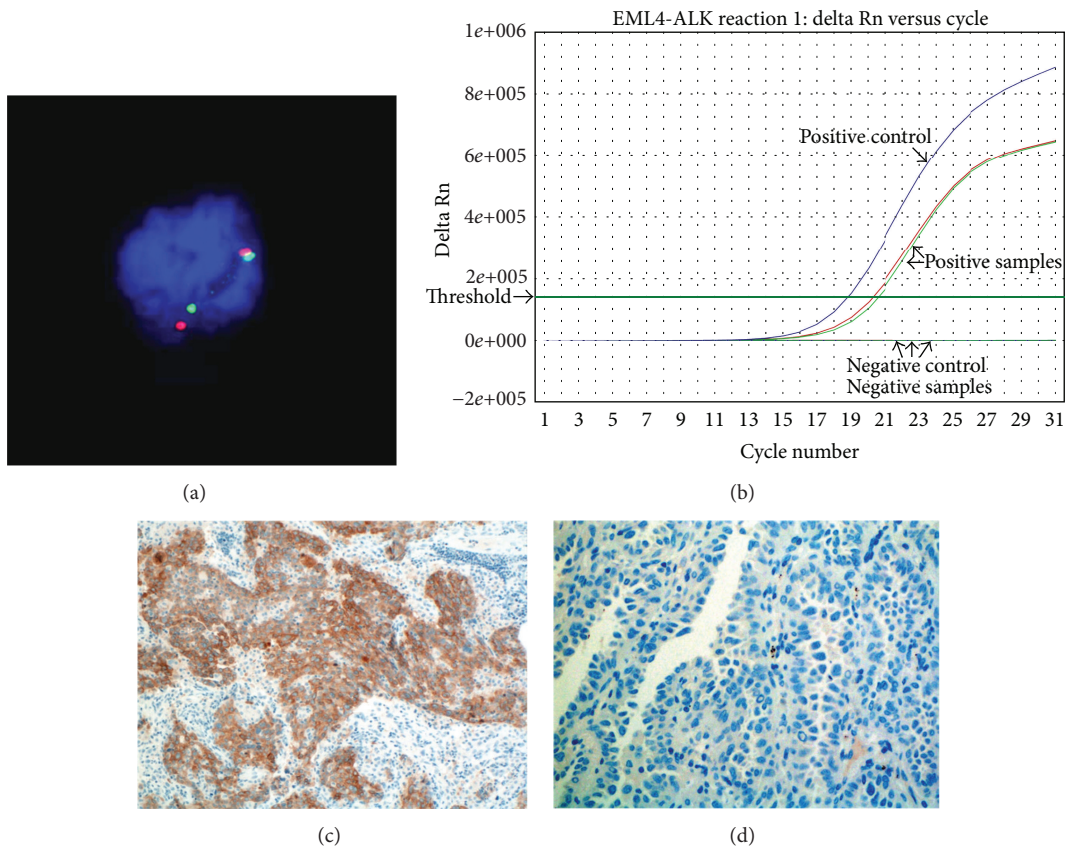 EML4-ALK reaction 1: delta Rn versus cycle
1e+006
8e+005
6e+005
4e+005
2e+005
0e+000
−2e+005
Delta Rn
Threshold
Positive control
Positive samples
Negative control
Negative samples
1 3 5 7 9 11 13 15 17 19 21 23 25 27 29 31
Cycle number
(a)
(b)
(c)
(d)